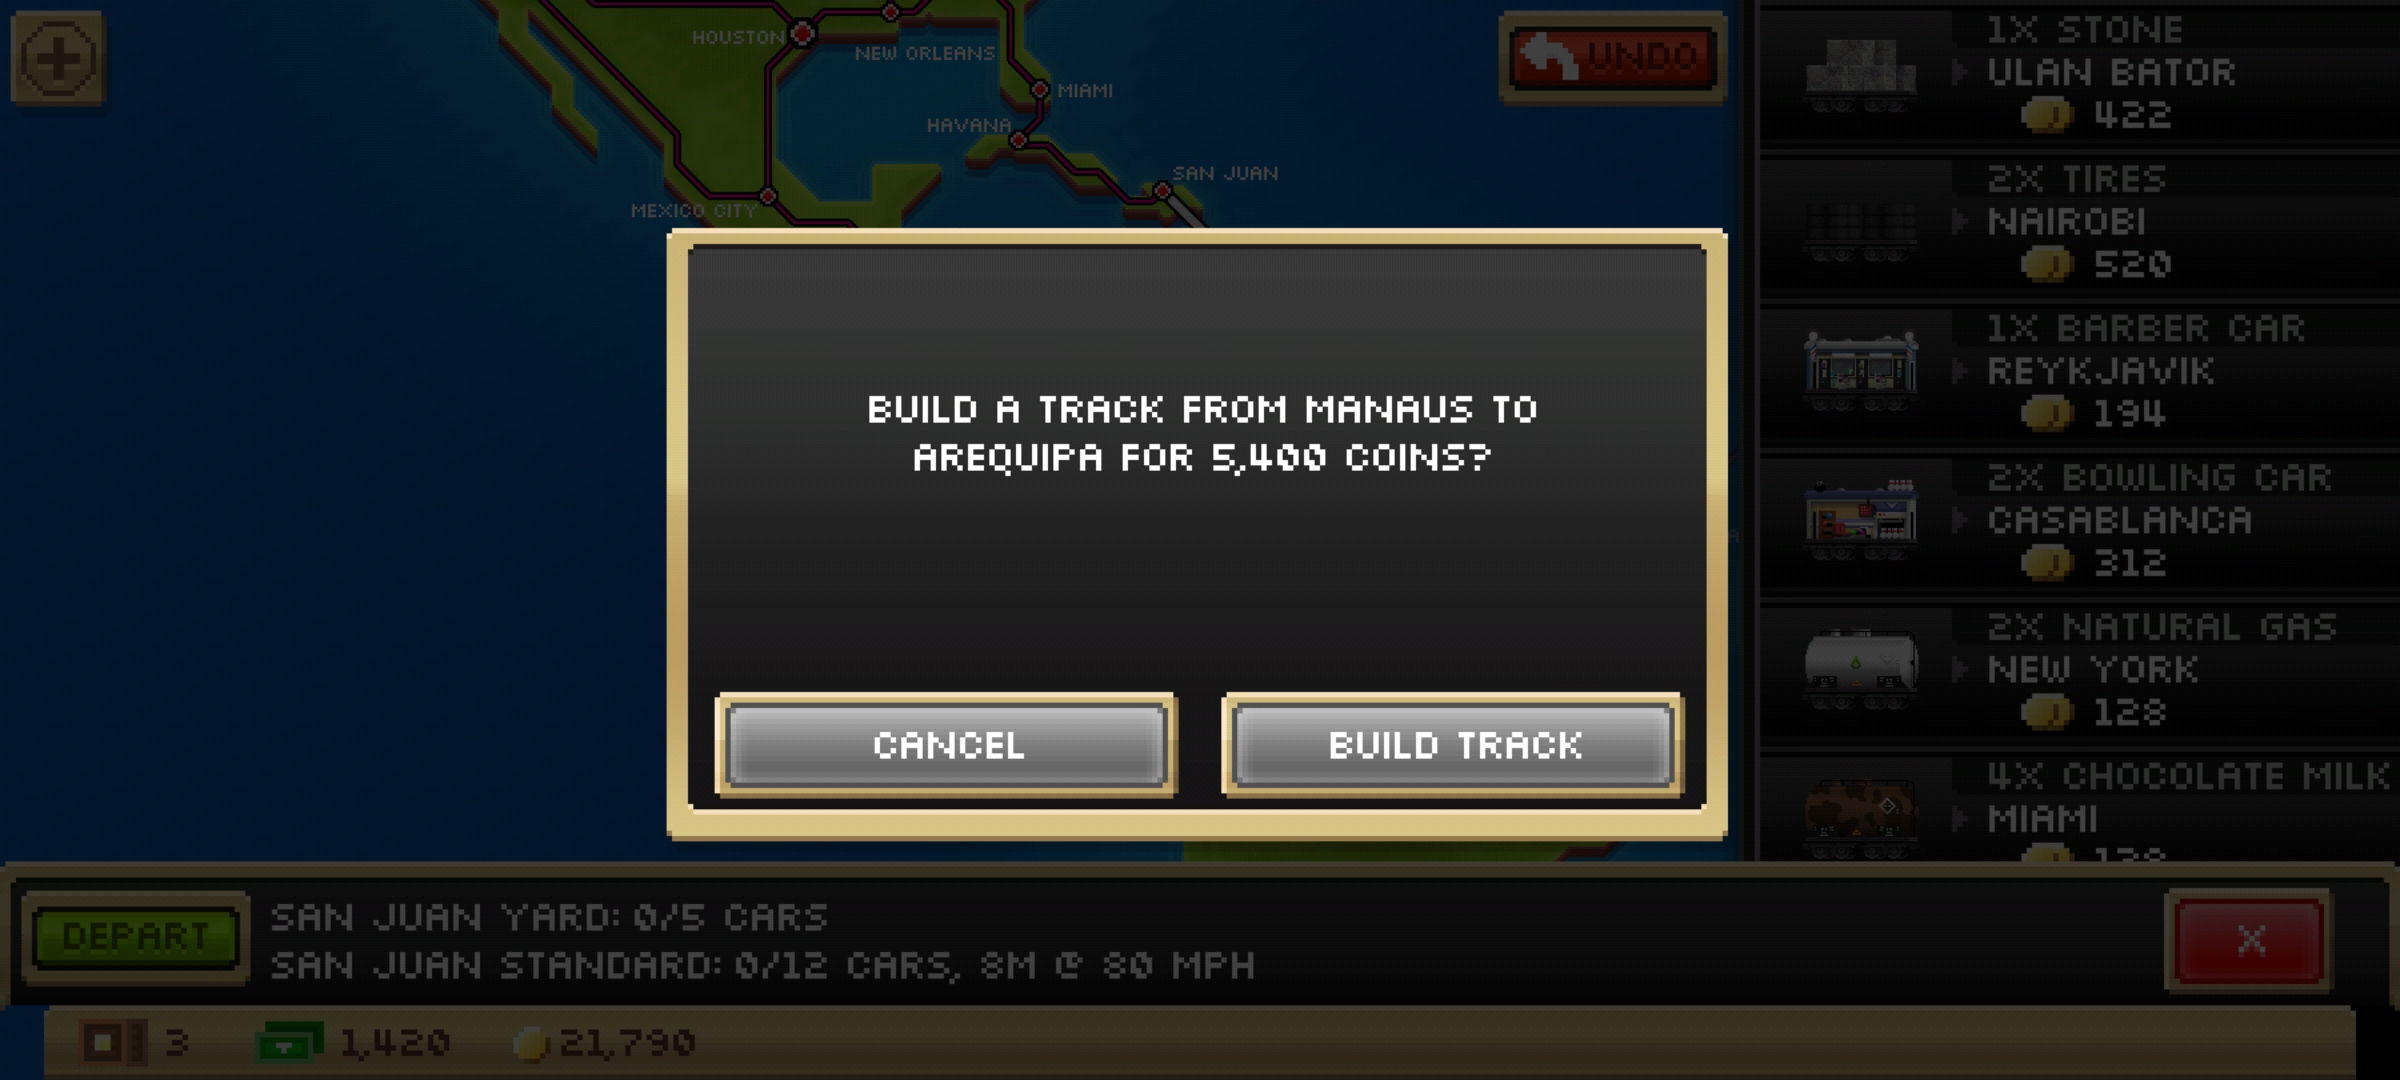 HOUSTON
NEW ORLEANS
MIAMI
HAVANA
SAN JUAN
MEXICO CITY
UNDO
1X STONE
ULAN BATOR
422
2X TIRES
NAIROBI
520
1X BARBER CAR
REYKJAVIK
194
2X BOWLING CAR
CASABLANCA
312
2X NATURAL GAS
NEW YORK
128
4X CHOCOLATE MILK
MIAMI
BUILD A TRACK FROM MANAUS TO
AREQUIPA FOR 5,400 COINS?
CANCEL
BUILD TRACK
DEPART
SAN JUAN YARD: 0/5 CARS
SAN JUAN STANDARD: 0/12 CARS, 8M @ 80 MPH
X
3
1,420
21,790